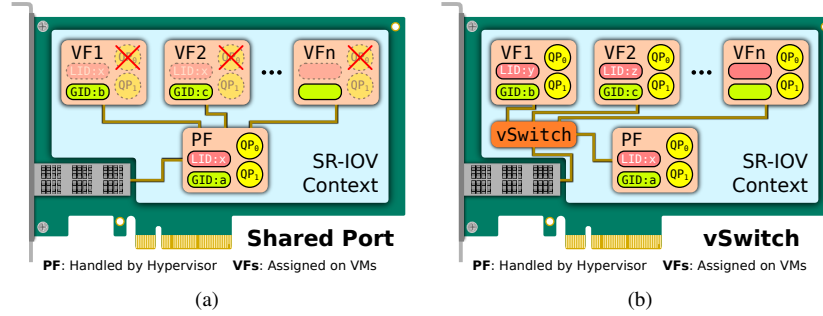 VF1
QP₀
LID:x
QP₁
GID:b
VF2
QP₀
LID:x
QP₁
GID:c
...
VFn
QP₀
QP₁
PF
QP₀
LID:x
QP₁
GID:a
SR-IOV
Context
Shared Port
PF: Handled by Hypervisor VFs: Assigned on VMs
(a)
VF1
QP₀
LID:y
QP₁
GID:b
VF2
QP₀
LID:z
QP₁
GID:c
...
VFn
QP₀
QP₁
vSwitch
PF
QP₀
LID:x
QP₁
GID:a
SR-IOV
Context
vSwitch
PF: Handled by Hypervisor VFs: Assigned on VMs
(b)